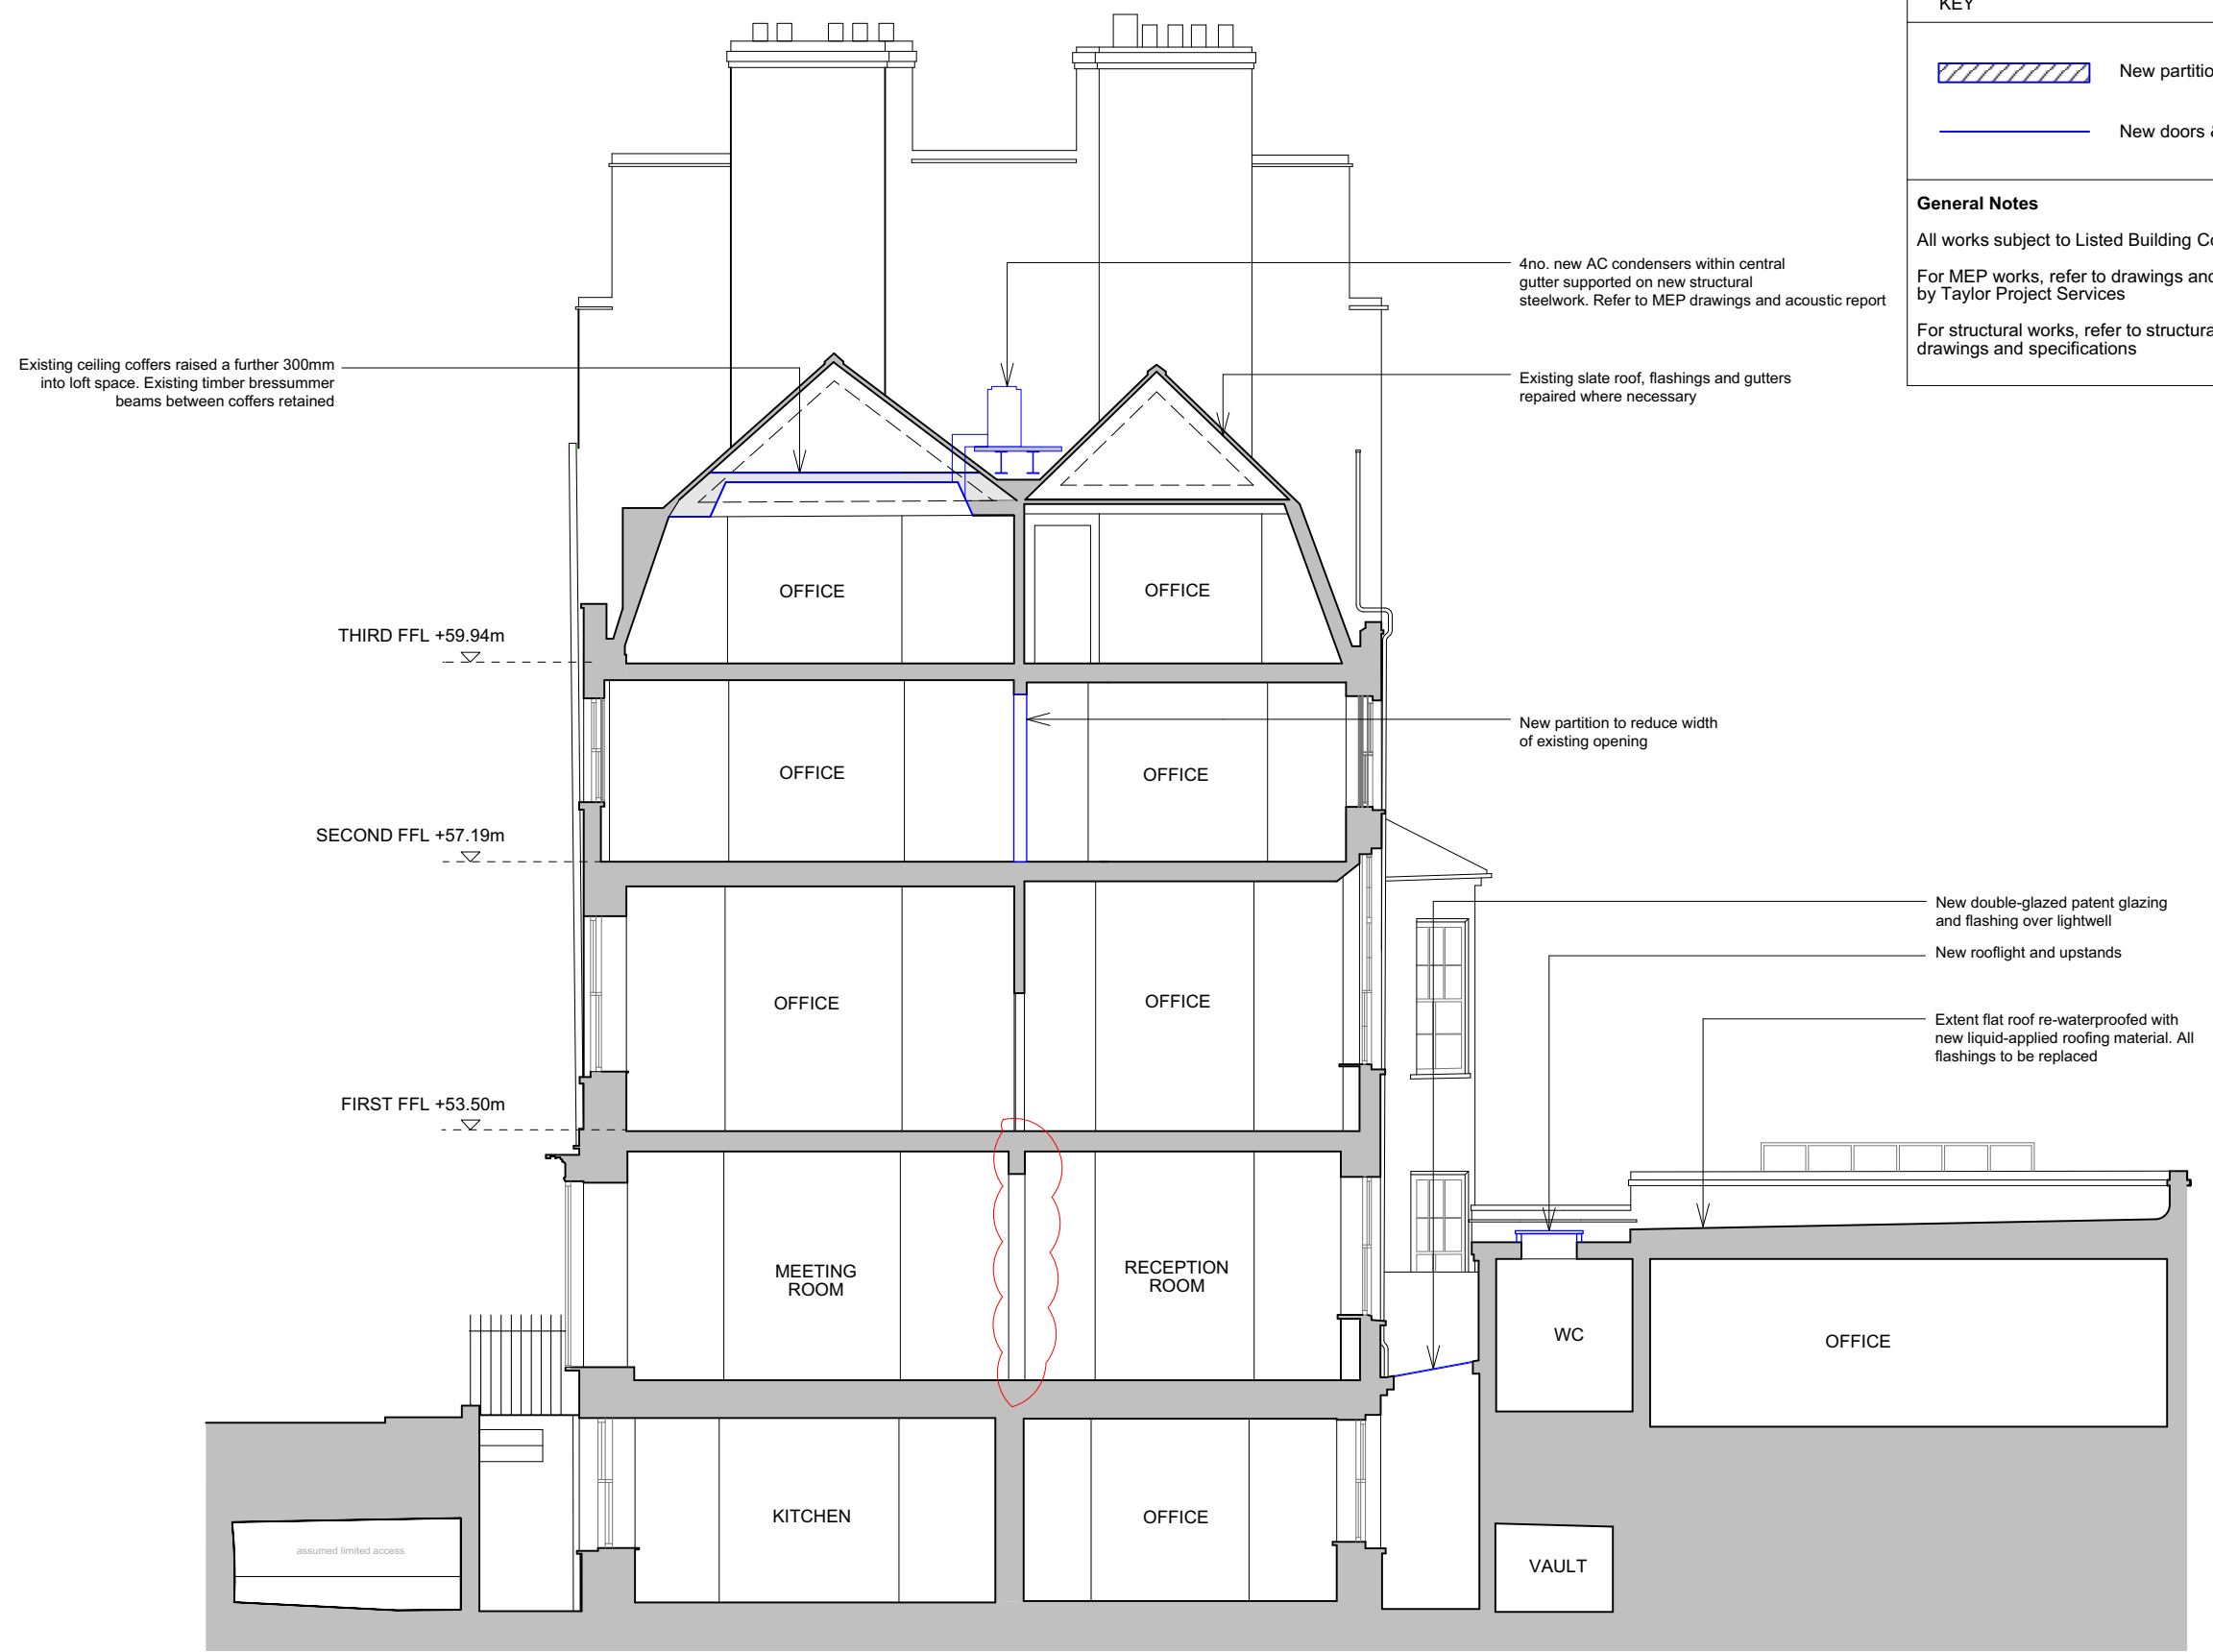 KEY
New partitio
New doors &
General Notes
All works subject to Listed Building Co
For MEP works, refer to drawings and
by Taylor Project Services
For structural works, refer to structura
drawings and specifications
4no. new AC condensers within central
gutter supported on new structural
steelwork. Refer to MEP drawings and acoustic report
Existing ceiling coffers raised a further 300mm
into loft space. Existing timber bressummer
beams between coffers retained
Existing slate roof, flashings and gutters
repaired where necessary
OFFICE
OFFICE
THIRD FFL +59.94m
New partition to reduce width
of existing opening
OFFICE
OFFICE
SECOND FFL +57.19m
New double-glazed patent glazing
and flashing over lightwell
New rooflight and upstands
OFFICE
OFFICE
Extent flat roof re-waterproofed with
new liquid-applied roofing material. All
flashings to be replaced
FIRST FFL +53.50m
MEETING
ROOM
RECEPTION
ROOM
WC
OFFICE
KITCHEN
OFFICE
assumed limited access
VAULT